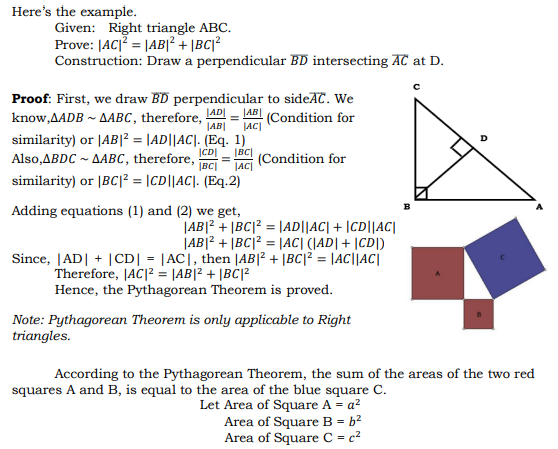 Here's the example.
Given: Right triangle ABC.
Prove: |𝐴𝐶|² = |𝐴𝐵|² + |𝐵𝐶|²
Construction: Draw a perpendicular 𝐵𝐷̅ intersecting 𝐴𝐶̅ at D.
Proof: First, we draw 𝐵𝐷̅ perpendicular to side𝐴𝐶̅. We
know,∆ADB ~ ∆ABC, therefore, |𝐴𝐷|/|𝐴𝐵| = |𝐴𝐵|/|𝐴𝐶| (Condition for
similarity) or |𝐴𝐵|² = |𝐴𝐷||𝐴𝐶|. (Eq. 1)
Also,∆BDC ~ ∆ABC, therefore, |𝐶𝐷|/|𝐵𝐶| = |𝐵𝐶|/|𝐴𝐶| (Condition for
similarity) or |𝐵𝐶|² = |𝐶𝐷||𝐴𝐶|. (Eq.2)
C
D
B
A
Adding equations (1) and (2) we get,
|𝐴𝐵|² + |𝐵𝐶|² = |𝐴𝐷||𝐴𝐶| + |𝐶𝐷||𝐴𝐶|
|𝐴𝐵|² + |𝐵𝐶|² = |𝐴𝐶| (|𝐴𝐷| + |𝐶𝐷|)
Since, |AD| + |CD| = |AC|, then |𝐴𝐵|² + |𝐵𝐶|² = |𝐴𝐶||𝐴𝐶|
Therefore, |𝐴𝐶|² = |𝐴𝐵|² + |𝐵𝐶|²
Hence, the Pythagorean Theorem is proved.
A
C
B
Note: Pythagorean Theorem is only applicable to Right
triangles.
According to the Pythagorean Theorem, the sum of the areas of the two red
squares A and B, is equal to the area of the blue square C.
Let Area of Square A = 𝑎²
Area of Square B = 𝑏²
Area of Square C = 𝑐²